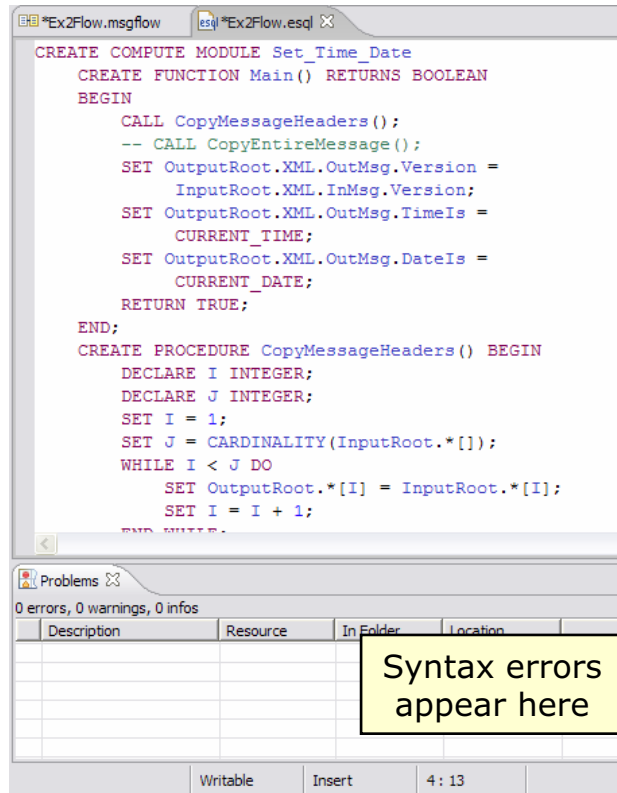 *Ex2Flow.msgflow
esql *Ex2Flow.esql
CREATE COMPUTE MODULE Set_Time_Date
CREATE FUNCTION Main() RETURNS BOOLEAN
BEGIN
CALL CopyMessageHeaders();
-- CALL CopyEntireMessage();
SET OutputRoot.XML.OutMsg.Version =
InputRoot.XML.InMsg.Version;
SET OutputRoot.XML.OutMsg.TimeIs =
CURRENT_TIME;
SET OutputRoot.XML.OutMsg.DateIs =
CURRENT_DATE;
RETURN TRUE;
END;
CREATE PROCEDURE CopyMessageHeaders() BEGIN
DECLARE I INTEGER;
DECLARE J INTEGER;
SET I = 1;
SET J = CARDINALITY(InputRoot.*[]);
WHILE I < J DO
SET OutputRoot.*[I] = InputRoot.*[I];
SET I = I + 1;
END WHILE;
Problems
0 errors, 0 warnings, 0 infos
Description Resource In Folder Location
Syntax errors
appear here
Writable Insert 4 : 13